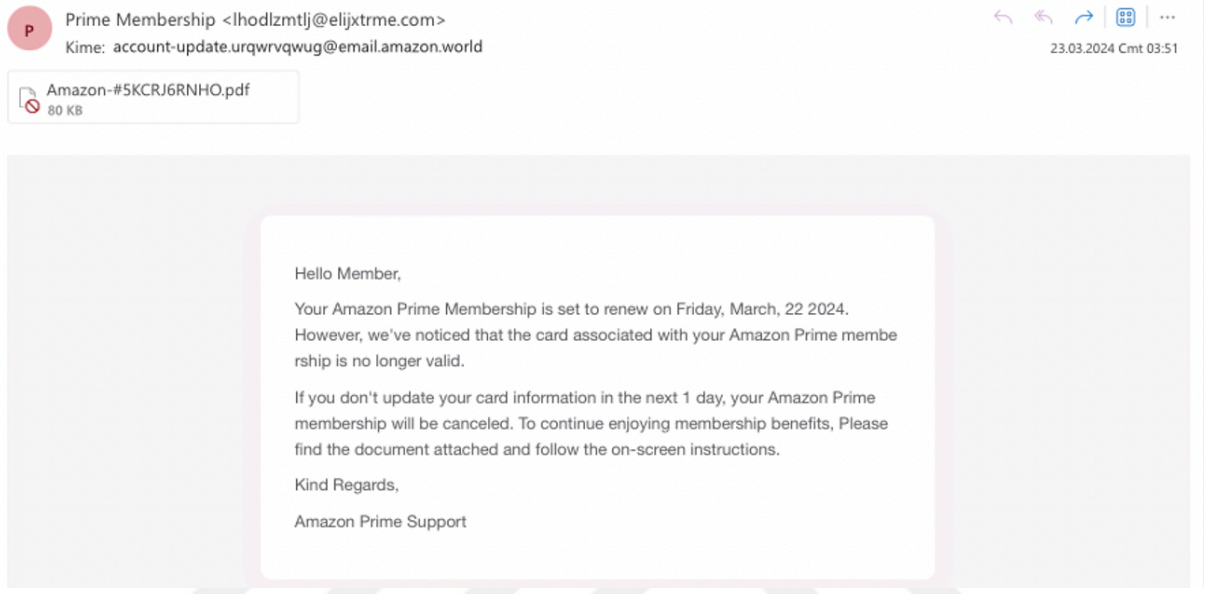 P
Prime Membership <lhodlzmtlj@elijxtrme.com>
Kime: account-update.urqwrvqwug@email.amazon.world
23.03.2024 Cmt 03:51
Amazon-#5KCRJ6RNHO.pdf
80 KB
Hello Member,
Your Amazon Prime Membership is set to renew on Friday, March, 22 2024.
However, we've noticed that the card associated with your Amazon Prime membe
rship is no longer valid.
If you don't update your card information in the next 1 day, your Amazon Prime
membership will be canceled. To continue enjoying membership benefits, Please
find the document attached and follow the on-screen instructions.
Kind Regards,
Amazon Prime Support